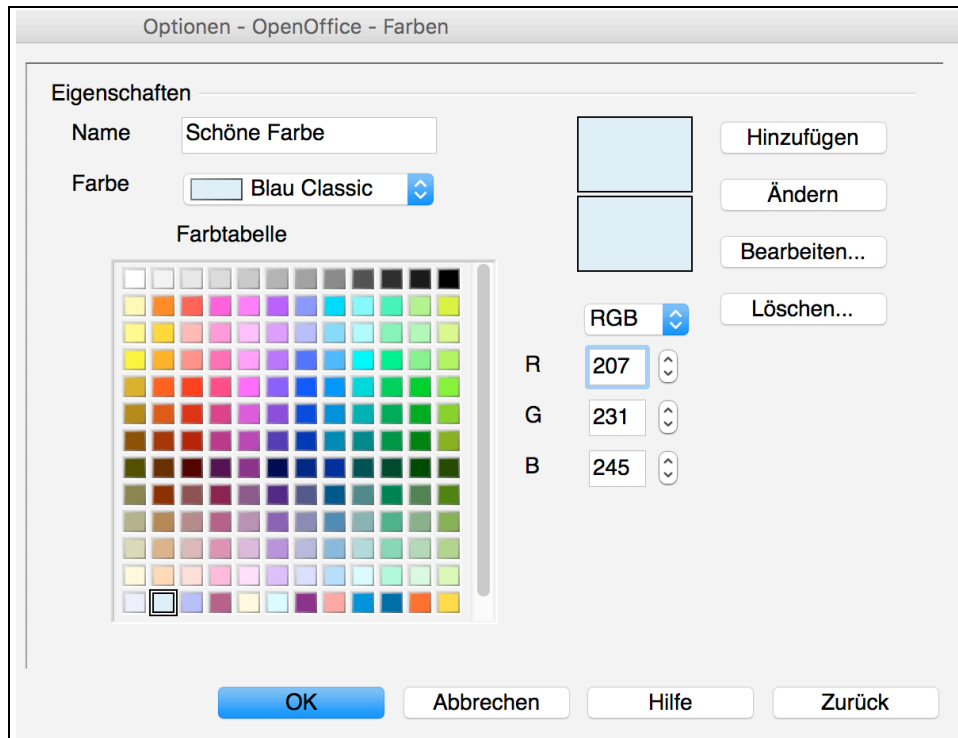 Optionen - OpenOffice - Farben
Eigenschaften
Name
Schöne Farbe
Hinzufügen
Farbe
Blau Classic
Ändern
Farbtabelle
Bearbeiten...
RGB
Löschen...
R
207
G
231
B
245
OK
Abbrechen
Hilfe
Zurück